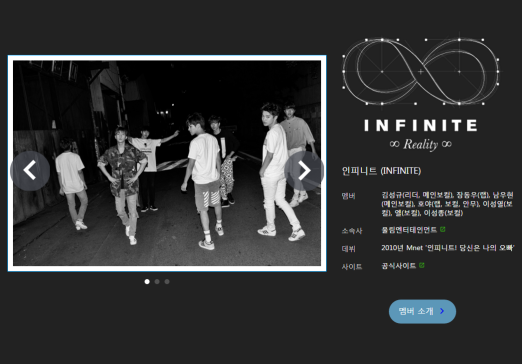 INFINITE
∞ Reality ∞
인피니트 (INFINITE)
멤버 김성규(리더, 메인보컬), 장동우(랩), 남우현
(메인보컬), 호야(랩, 보컬, 안무), 이성열(보
컬), 엘(보컬), 이성종(보컬)
소속사 울림엔터테인먼트
데뷔 2010년 Mnet '인피니트! 당신은 나의 오빠'
사이트 공식사이트
멤버 소개 >